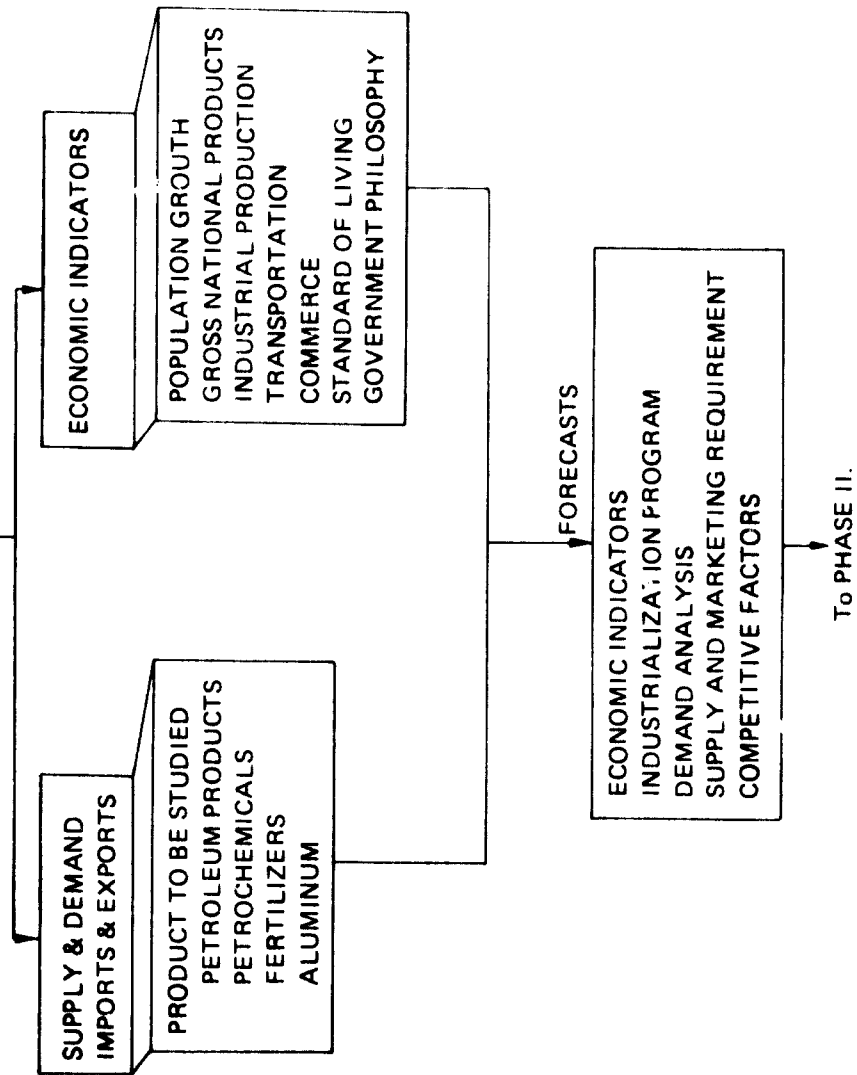 SUPPLY & DEMAND
IMPORTS & EXPORTS
PRODUCT TO BE STUDIED
PETROLEUM PRODUCTS
PETROCHEMICALS
FERTILIZERS
ALUMINUM
ECONOMIC INDICATORS
POPULATION GROUTH
GROSS NATIONAL PRODUCTS
INDUSTRIAL PRODUCTION
TRANSPORTATION
COMMERCE
STANDARD OF LIVING
GOVERNMENT PHILOSOPHY
FORECASTS
ECONOMIC INDICATORS
INDUSTRIALIZATION PROGRAM
DEMAND ANALYSIS
SUPPLY AND MARKETING REQUIREMENT
COMPETITIVE FACTORS
To PHASE II.